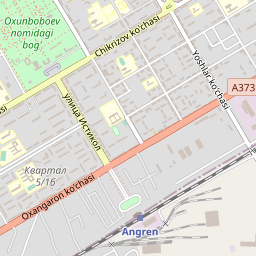 Oxunboboev
nomidagi
bog'
Chikrizov ko'chasi
Yoshlar ko'chasi
A373
улица Истиқлол
Квартал
5/16
Oxangaron ko'chasi
Angren